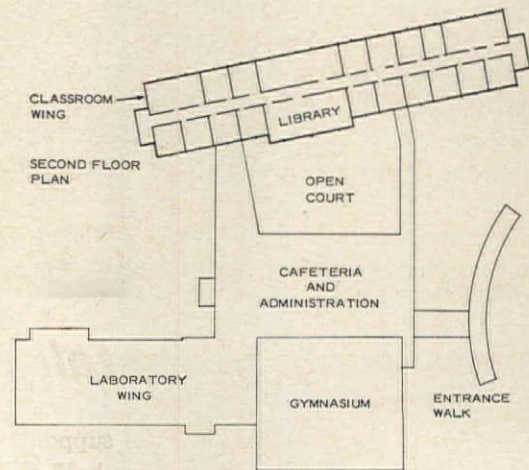 CLASSROOM
WING
LIBRARY
SECOND FLOOR
PLAN
OPEN
COURT
CAFETERIA
AND
ADMINISTRATION
LABORATORY
WING
GYMNASIUM
ENTRANCE
WALK